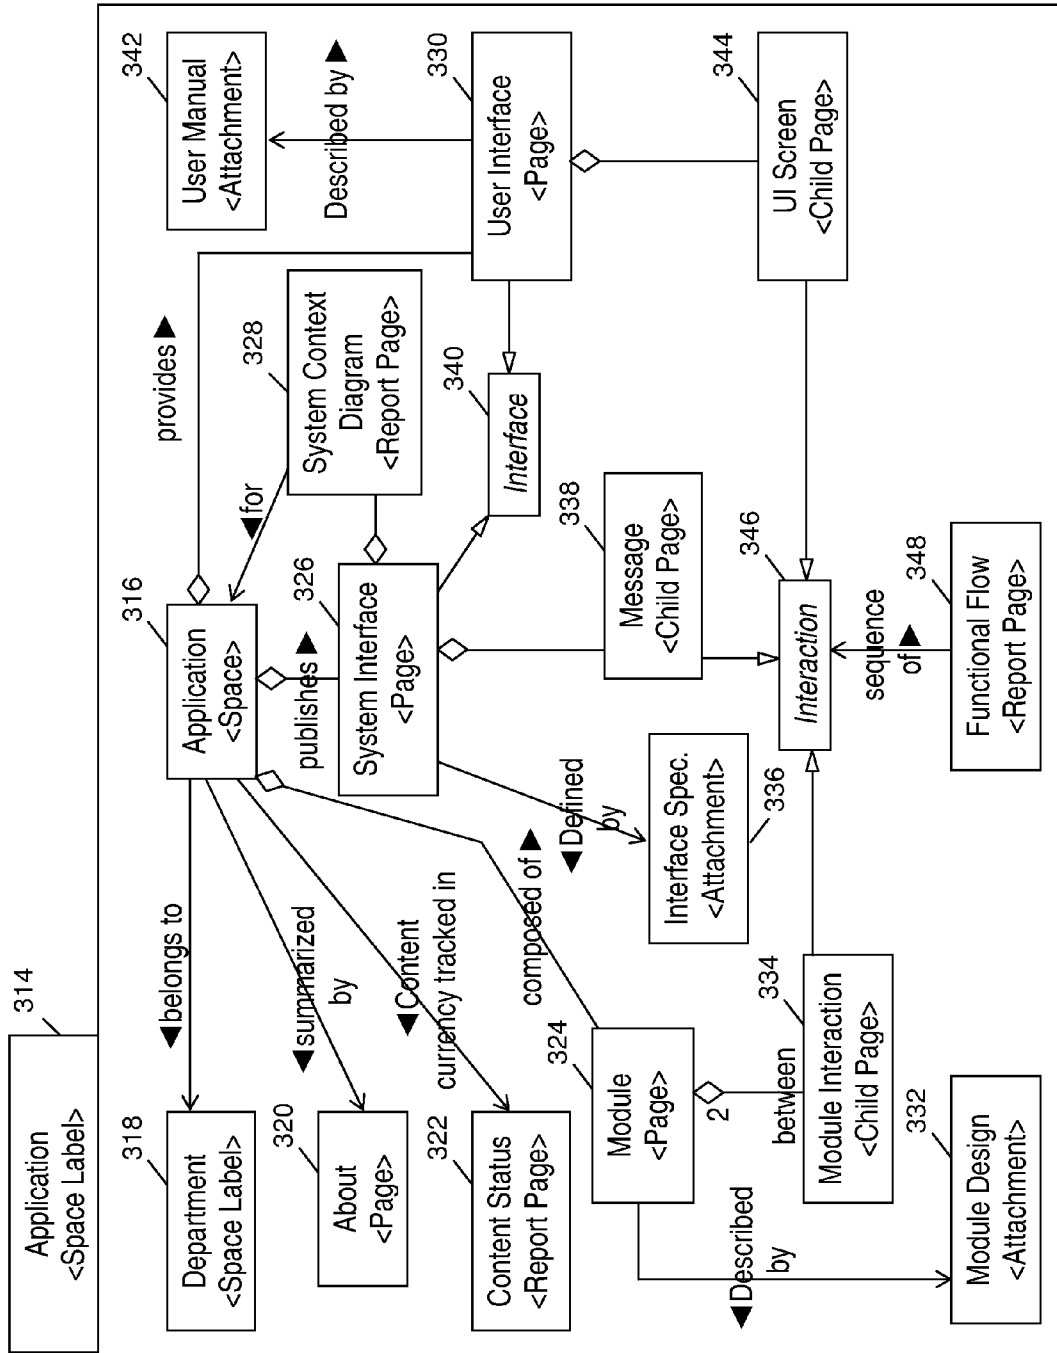 Application
<Space Label>
314
Department
<Space Label>
318
◀belongs to
Application
<Space>
316
provides ▶
User Manual
<Attachment>
342
About
<Page>
320
◀summarized
by
publishes ▶
◀for
System Context
Diagram
<Report Page>
328
Described by ▶
Content Status
<Report Page>
322
◀Content
currency tracked in
System Interface
<Page>
326
Interface
340
User Interface
<Page>
330
Module
<Page>
324
composed of ▶
◀Defined
by
Interface Spec.
<Attachment>
336
Message
<Child Page>
338
2
between
◀Described
by
Module Interaction
<Child Page>
334
Interaction
346
UI Screen
<Child Page>
344
sequence
of ▶
Module Design
<Attachment>
332
Functional Flow
<Report Page>
348